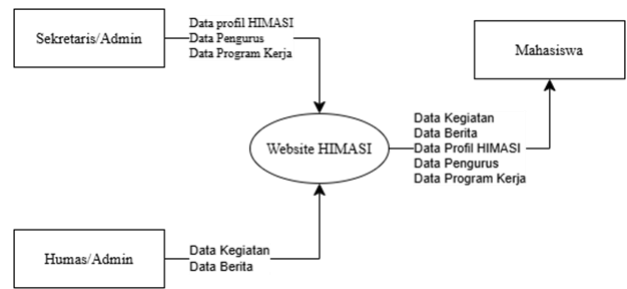 Sekretaris/Admin
Data profil HIMASI
Data Pengurus
Data Program Kerja
Mahasiswa
Website HIMASI
Data Kegiatan
Data Berita
Data Profil HIMASI
Data Pengurus
Data Program Kerja
Humas/Admin
Data Kegiatan
Data Berita